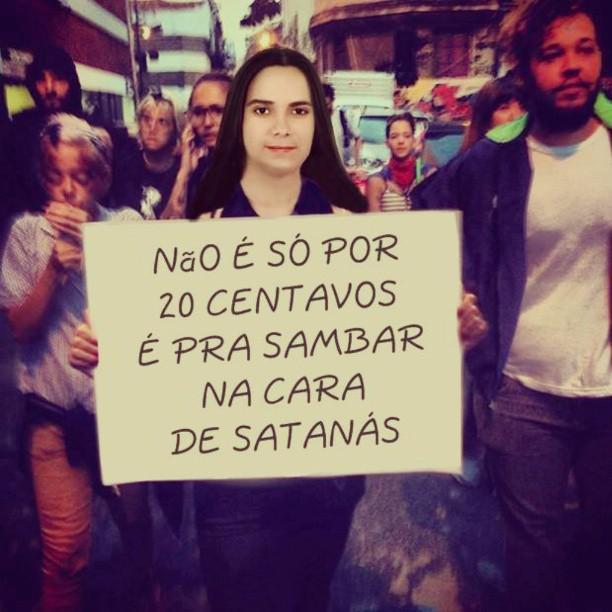 NãO É SÓ POR
20 CENTAVOS
É PRA SAMBAR
NA CARA
DE SATANÁS